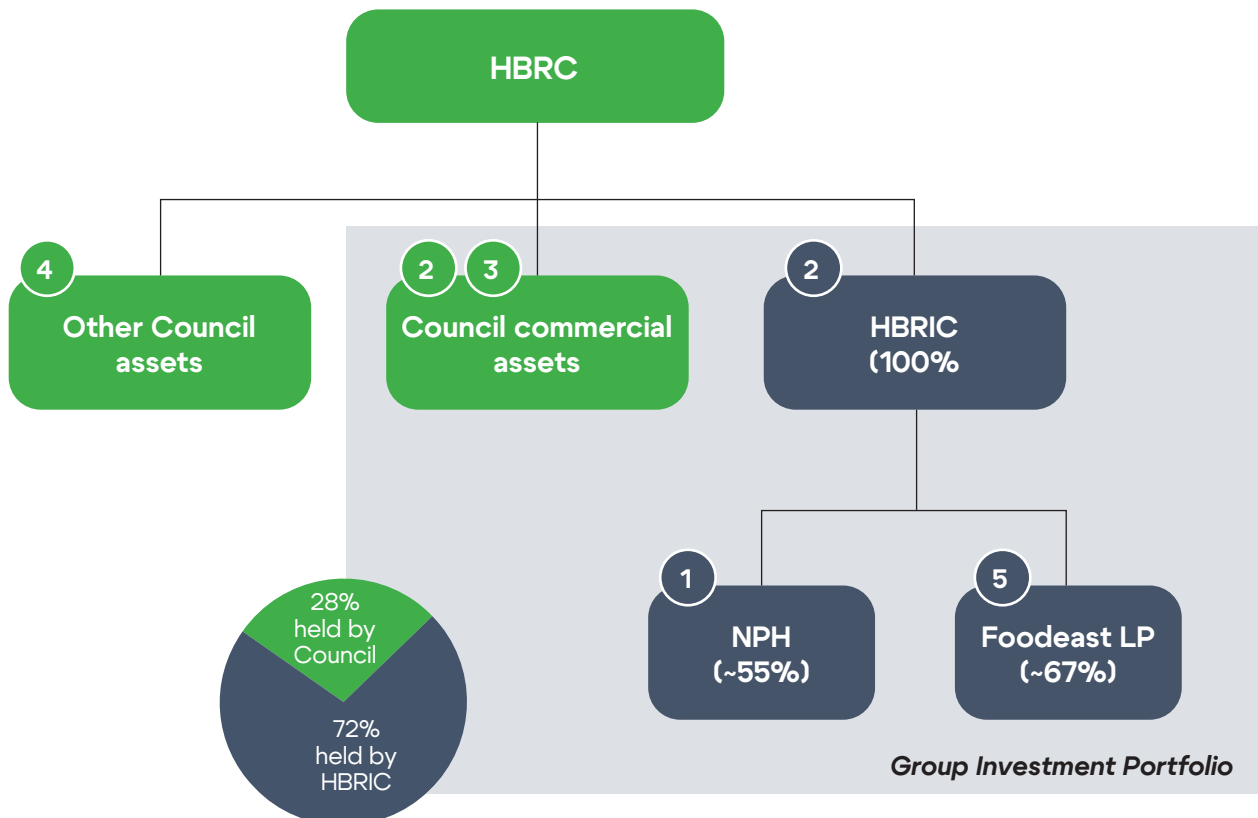 HBRC
4
Other Council
assets
2
3
Council commercial
assets
2
HBRIC
(100%
1
NPH
(~55%)
5
Foodeast LP
(~67%)
28%
held by
Council
72%
held by
HBRIC
Group Investment Portfolio